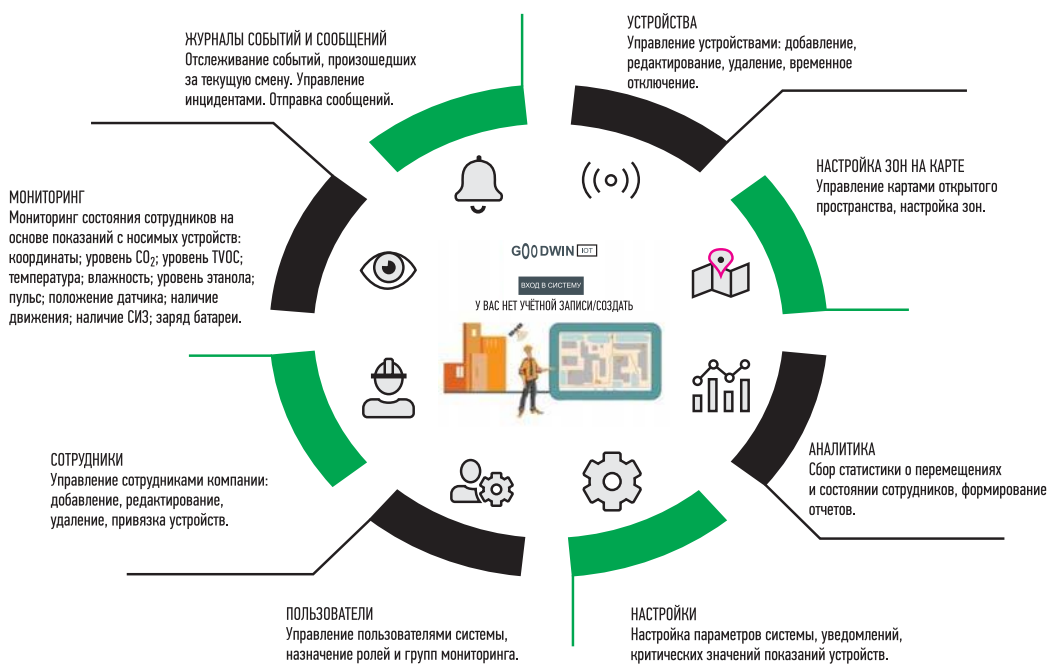 ЖУРНАЛЫ СОБЫТИЙ И СООБЩЕНИЙ
Отслеживание событий, произошедших
за текущую смену. Управление
инцидентами. Отправка сообщений.
УСТРОЙСТВА
Управление устройствами: добавление,
редактирование, удаление, временное
отключение.
НАСТРОЙКА ЗОН НА КАРТЕ
Управление картами открытого
пространства, настройка зон.
МОНИТОРИНГ
Мониторинг состояния сотрудников на
основе показаний с носимых устройств:
координаты; уровень CO₂; уровень TVOC;
температура; влажность; уровень этанола;
пульс; положение датчика; наличие
движения; наличие СИЗ; заряд батареи.
GOODWIN IOT
ВХОД В СИСТЕМУ
У ВАС НЕТ УЧЁТНОЙ ЗАПИСИ/СОЗДАТЬ
СОТРУДНИКИ
Управление сотрудниками компании:
добавление, редактирование,
удаление, привязка устройств.
АНАЛИТИКА
Сбор статистики о перемещениях
и состоянии сотрудников, формирование
отчетов.
ПОЛЬЗОВАТЕЛИ
Управление пользователями системы,
назначение ролей и групп мониторинга.
НАСТРОЙКИ
Настройка параметров системы, уведомлений,
критических значений показаний устройств.